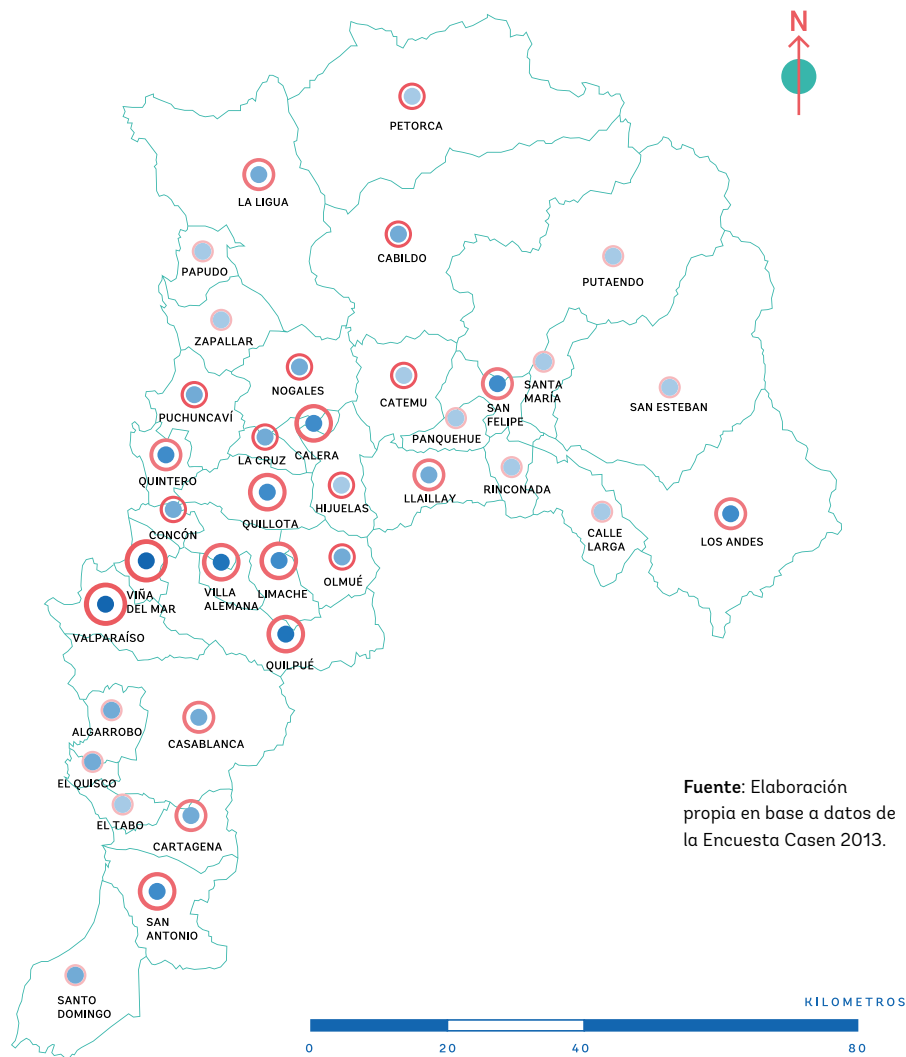 N
PETORCA
LA LIGUA
CABILDO
PAPUDO
PUTAENDO
ZAPALLAR
NOGALES
CATEMU
SAN
FELIPE
SANTA
MARÍA
SAN ESTEBAN
PUCHUNCAVÍ
PANQUEHUE
LA CRUZ
CALERA
QUINTERO
QUILLOTA
HIJUELAS
LLAILLAY
RINCONADA
CONCÓN
CALLE
LARGA
LOS ANDES
VIÑA
DEL MAR
VILLA
ALEMANA
LIMACHE
OLMUÉ
VALPARAÍSO
QUILPUÉ
ALGARROBO
CASABLANCA
EL QUISCO
EL TABO
CARTAGENA
Fuente: Elaboración
propia en base a datos de
la Encuesta Casen 2013.
SAN
ANTONIO
SANTO
DOMINGO
KILOMETROS
0 20 40 80